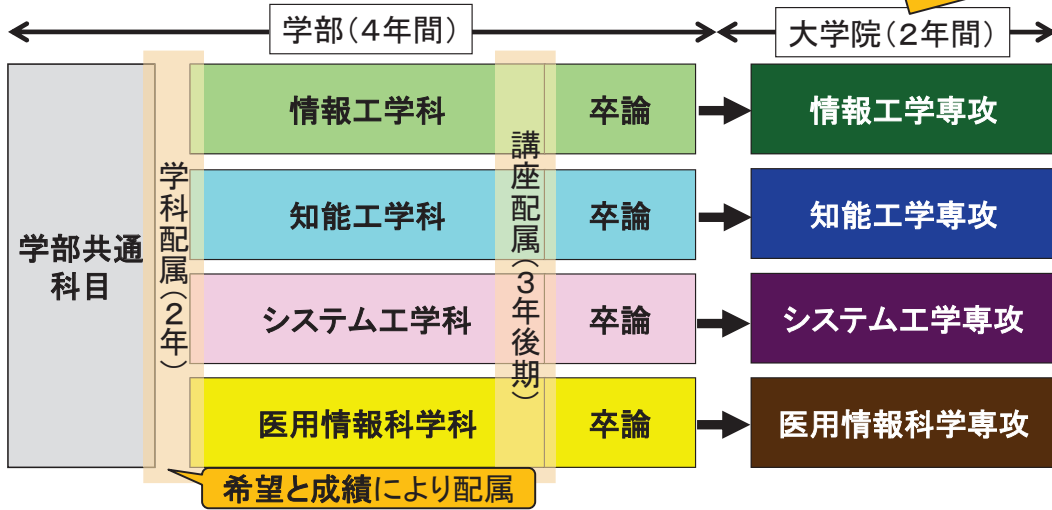 学部(4年間)
大学院(2年間)
学部共通
科目
学科配属(2年)
情報工学科
講座配属(3年後期)
卒論
情報工学専攻
知能工学科
卒論
知能工学専攻
システム工学科
卒論
システム工学専攻
医用情報科学科
卒論
医用情報科学専攻
希望と成績により配属